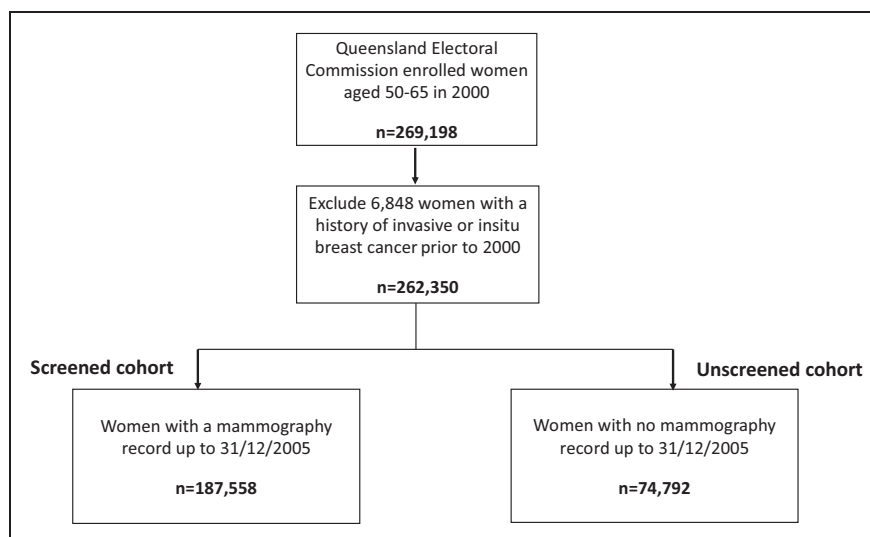 Queensland Electoral
Commission enrolled women
aged 50-65 in 2000
n=269,198
Exclude 6,848 women with a
history of invasive or insitu
breast cancer prior to 2000
n=262,350
Screened cohort
Unscreened cohort
Women with a mammography
record up to 31/12/2005
n=187,558
Women with no mammography
record up to 31/12/2005
n=74,792